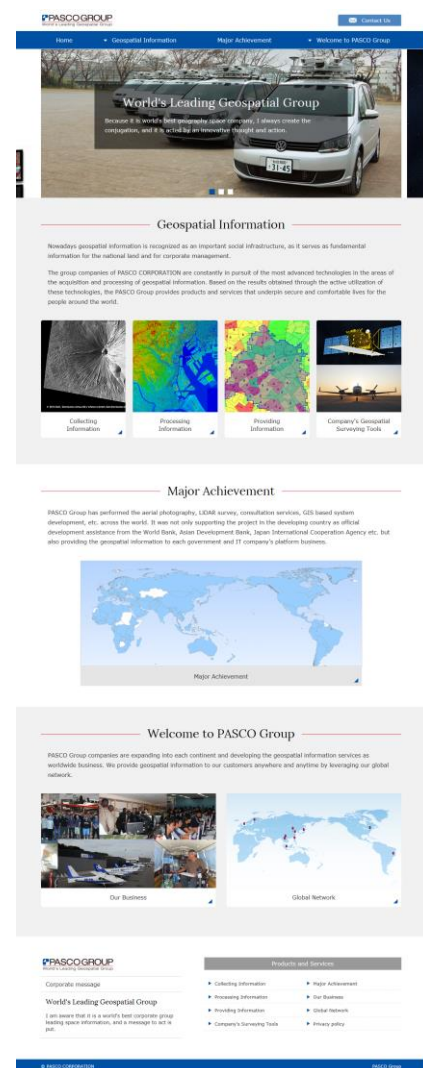 PASCO GROUP
World's Leading Geospatial Group
Contact Us
Home
Geospatial Information
Major Achievement
Welcome to PASCO Group
World's Leading Geospatial Group
Because it is world's best geography space company, I always create the
conjugation, and it is acted by an innovative thought and action.
31-45
Geospatial Information
Nowadays geospatial information is recognized as an important social infrastructure, as it serves as fundamental
information for the national land and for corporate management.
The group companies of PASCO CORPORATION are constantly in pursuit of the most advanced technologies in the areas of
the acquisition and processing of geospatial information. Based on the results obtained through the active utilization of
these technologies, the PASCO Group provides products and services that underpin secure and comfortable lives for the
people around the world.
Collecting
Information
Processing
Information
Providing
Information
Company's Geospatial
Surveying Tools
Major Achievement
PASCO Group has performed the aerial photography, LiDAR survey, consultation services, GIS based system
development, etc. across the world. It was not only supporting the project in the developing country as official
development assistance from the World Bank, Asian Development Bank, Japan International Cooperation Agency etc. but
also providing the geospatial information to each government and IT company's platform business.
Major Achievement
Welcome to PASCO Group
PASCO Group companies are expanding into each continent and developing the geospatial information services as
worldwide business. We provide geospatial information to our customers anywhere and anytime by leveraging our global
network.
Our Business
Global Network
PASCO GROUP
World's Leading Geospatial Group
Corporate message
World's Leading Geospatial Group
I am aware that it is a world's best corporate group
leading space information, and a message to act is
put.
Products and Services
Collecting Information
Major Achievement
Processing Information
Our Business
Providing Information
Global Network
Company's Surveying Tools
Privacy policy
© PASCO CORPORATION
PASCO Group